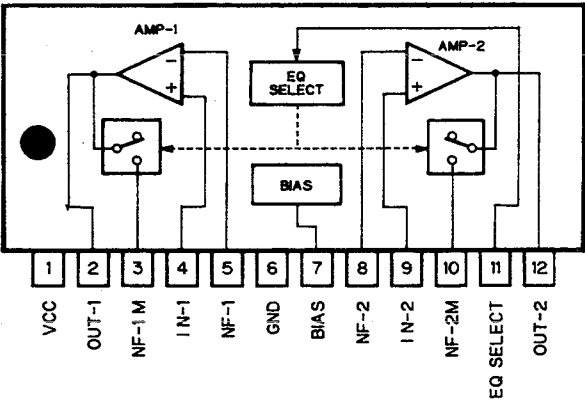 AMP-1
AMP-2
−
+
EQ
SELECT
−
+
BIAS
1 2 3 4 5 6 7 8 9 10 11 12
VCC
OUT-1
NF-1M
IN-1
NF-1
GND
BIAS
NF-2
IN-2
NF-2M
EQ SELECT
OUT-2